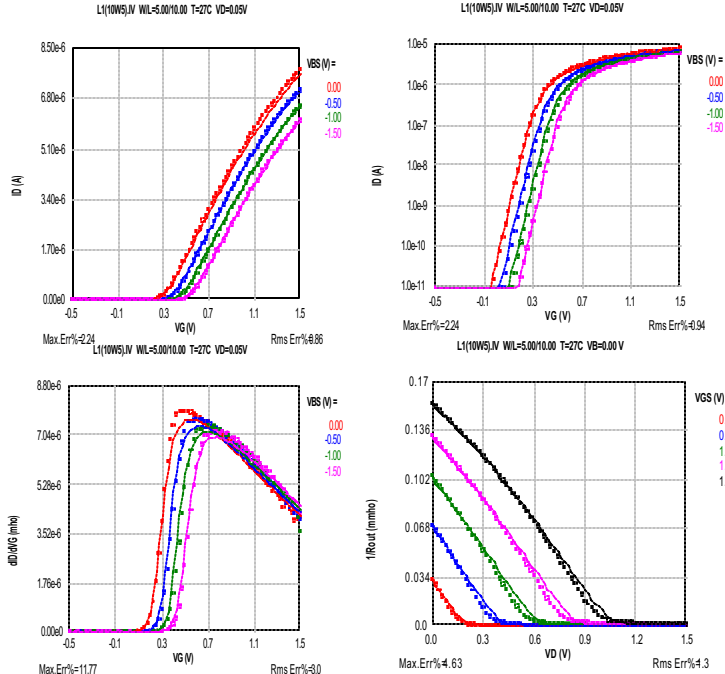 L1(10W5).IV W/L=5.00/10.00 T=27C VD=0.05V
8.50e-6
6.80e-6
5.10e-6
3.40e-6
1.70e-6
0.00e0
ID (A)
VBS (V) =
0.00
-0.50
-1.00
-1.50
-0.5 -0.1 0.3 0.7 1.1 1.5
VG (V)
Max.Err%=2.24 Rms Err%=0.86
L1(10W5).IV W/L=5.00/10.00 T=27C VD=0.05V
1.0e-5
1.0e-6
1.0e-7
1.0e-8
1.0e-9
1.0e-10
1.0e-11
ID (A)
VBS (V) =
0.00
-0.50
-1.00
-1.50
-0.5 -0.1 0.3 0.7 1.1 1.5
VG (V)
Max.Err%=2.24 Rms Err%=0.94
L1(10W5).IV W/L=5.00/10.00 T=27C VD=0.05V
8.80e-6
7.04e-6
5.28e-6
3.52e-6
1.76e-6
0.00e0
dID/dVG (mho)
VBS (V) =
0.00
-0.50
-1.00
-1.50
-0.5 -0.1 0.3 0.7 1.1 1.5
VG (V)
Max.Err%=11.77 Rms Err%=3.0
L1(10W5).IV W/L=5.00/10.00 T=27C VB=0.00 V
0.17
0.136
0.102
0.068
0.034
0.0
1/Rout (mmho)
VGS (V)
0
0
1
1
1
0.0 0.3 0.6 0.9 1.2 1.5
VD (V)
Max.Err%=4.63 Rms Err%=1.3